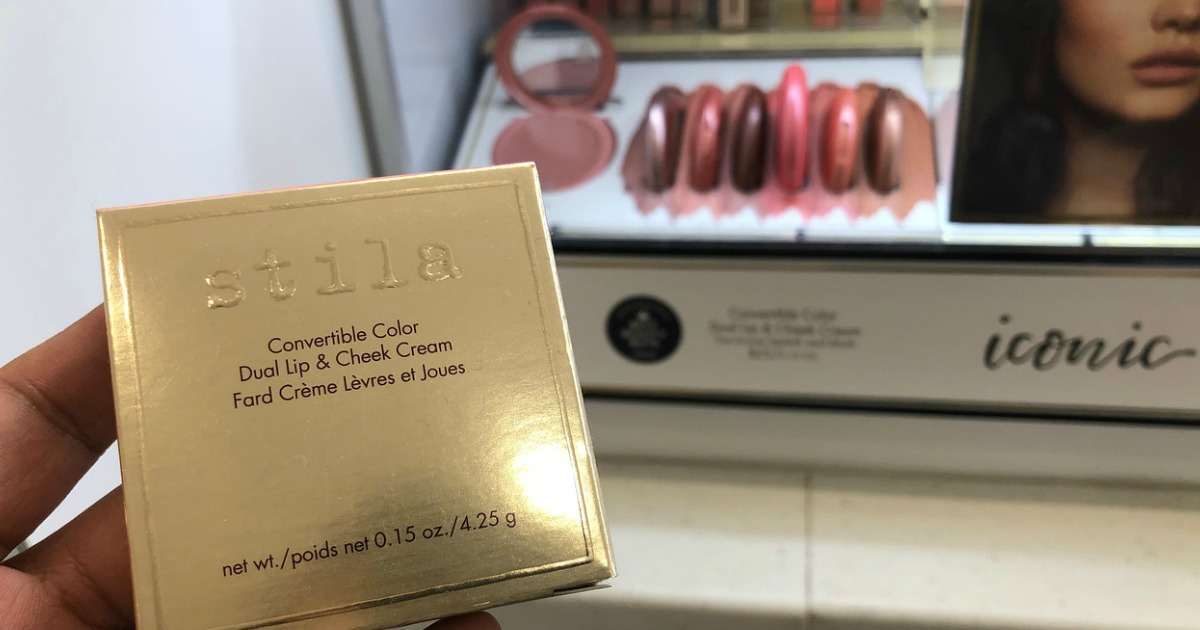 stila
Convertible Color
Dual Lip & Cheek Cream
Fard Crème Lèvres et Joues
net wt./poids net 0.15 oz./4.25 g
Convertible Color
Dual Lip & Cheek Cream
iconic